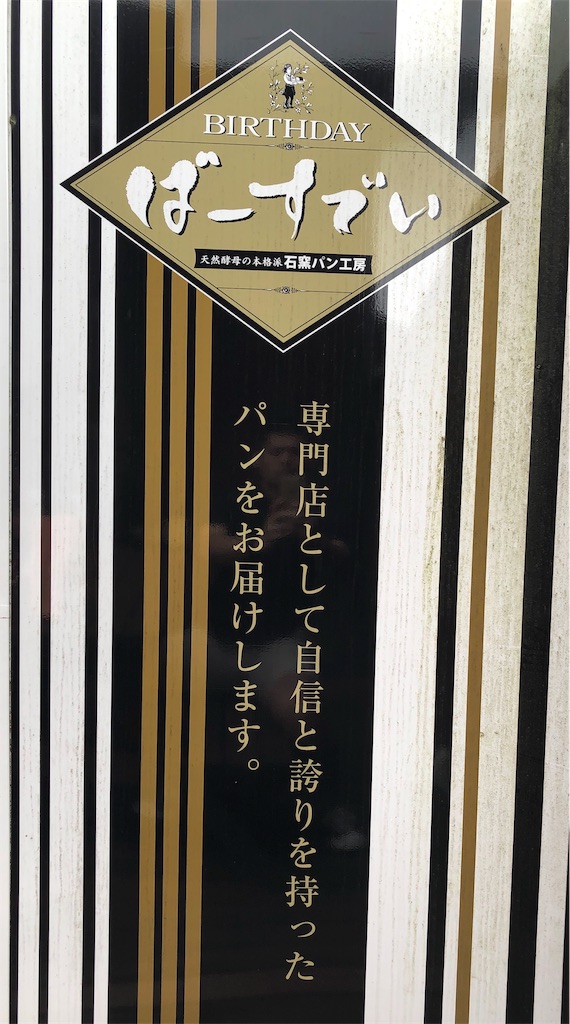 BIRTHDAY
ばーすでい
天然酵母の本格派石窯パン工房
専門店として自信と誇りを持った
パンをお届けします。